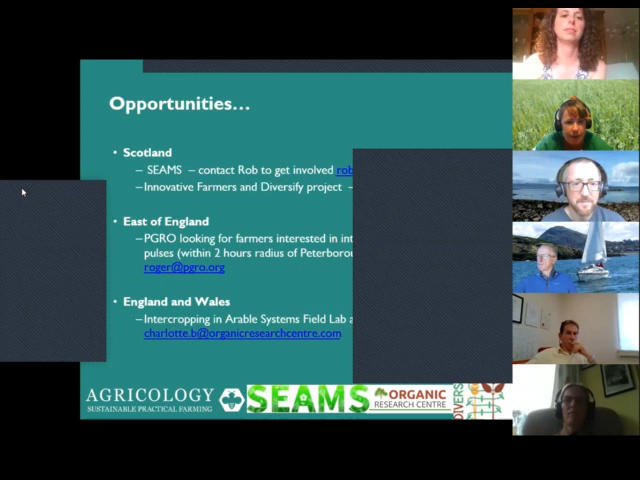 Opportunities...
• Scotland
– SEAMS – contact Rob to get involved rob
– Innovative Farmers and Diversify project –
• East of England
– PGRO looking for farmers interested in int
pulses (within 2 hours radius of Peterborou
roger@pgro.org
• England and Wales
– Intercropping in Arable Systems Field Lab a
charlotte.b@organicresearchcentre.com
AGRICOLOGY
SUSTAINABLE PRACTICAL FARMING
SEAMS
ORGANIC
RESEARCH CENTRE
DIVERS